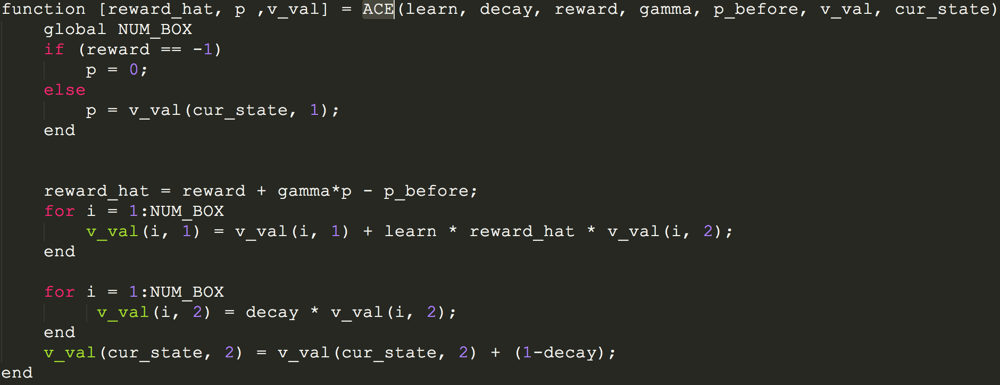 function [reward_hat, p ,v_val] = ACE(learn, decay, reward, gamma, p_before, v_val, cur_state)
global NUM_BOX
if (reward == -1)
p = 0;
else
p = v_val(cur_state, 1);
end
reward_hat = reward + gamma*p - p_before;
for i = 1:NUM_BOX
v_val(i, 1) = v_val(i, 1) + learn * reward_hat * v_val(i, 2);
end
for i = 1:NUM_BOX
v_val(i, 2) = decay * v_val(i, 2);
end
v_val(cur_state, 2) = v_val(cur_state, 2) + (1-decay);
end